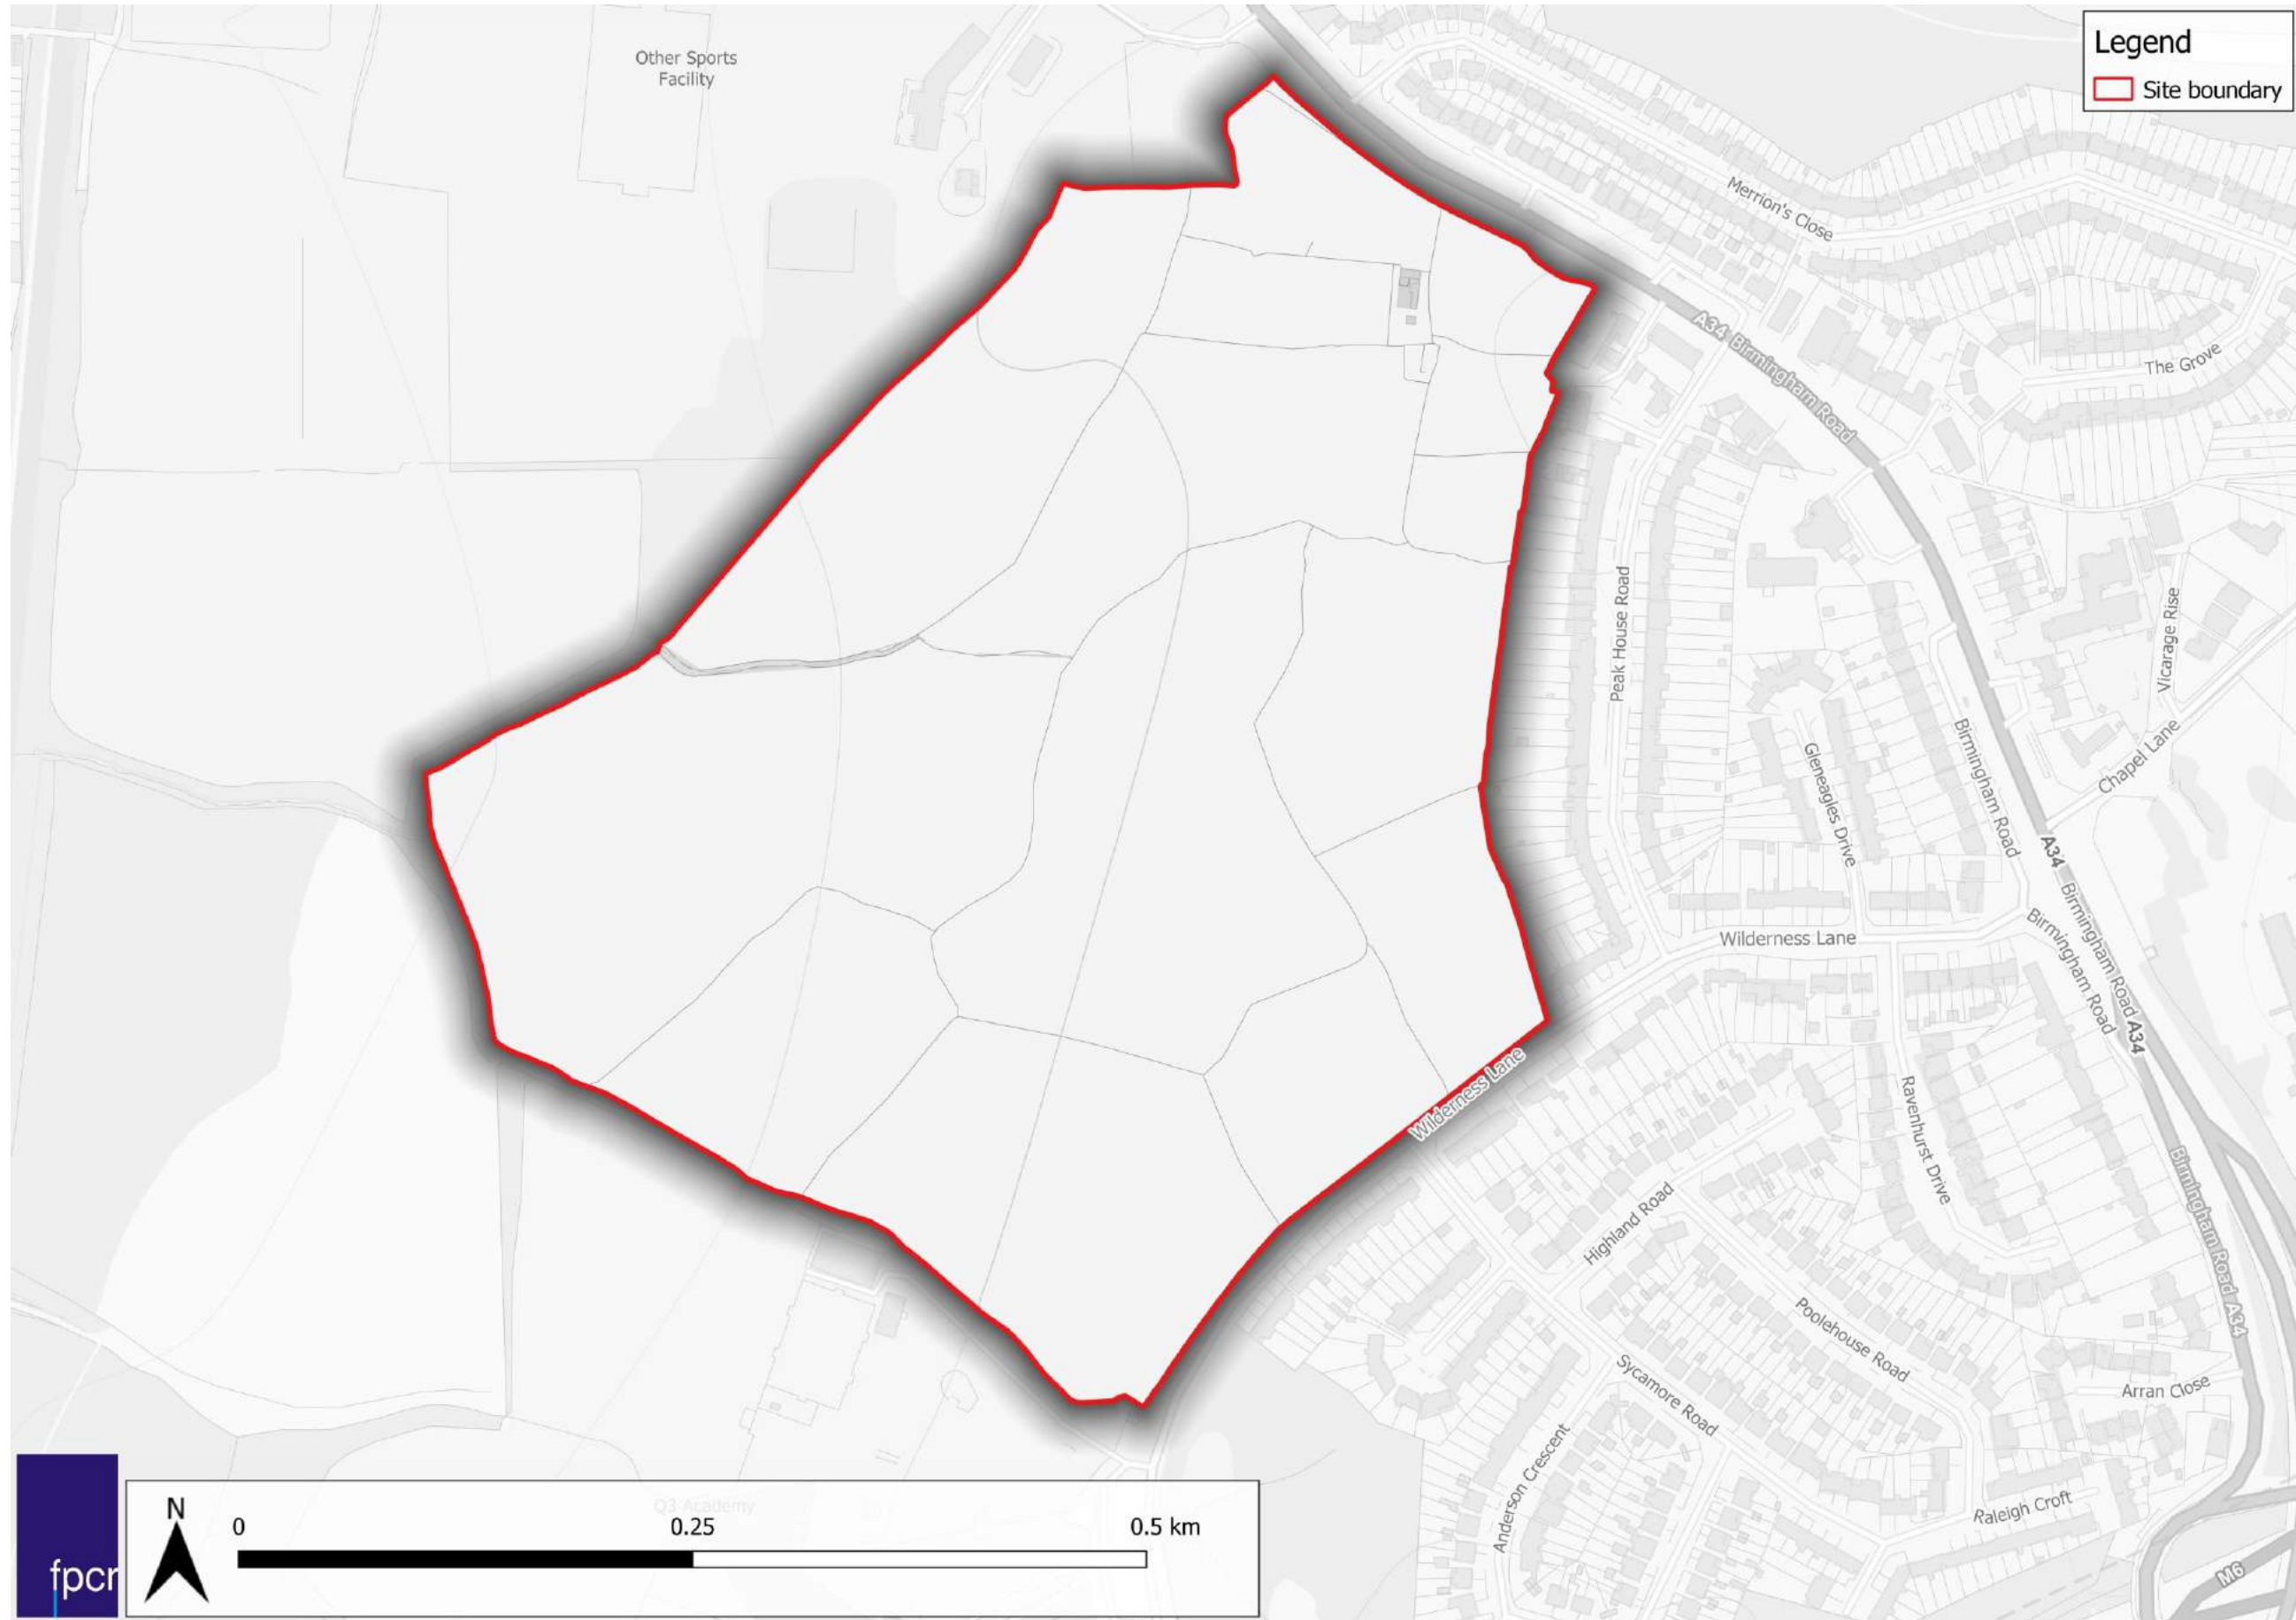 Other Sports
Facility
Legend
Site boundary
Merrion's Close
A34 Birmingham Road
The Grove
Peak House Road
Vicarage Rise
Chapel Lane
Gleneagles Drive
Birmingham Road
A34 Birmingham Road A34
Wilderness Lane
Birmingham Road
Wilderness Lane
Ravenhurst Drive
Birmingham Road A34
Highland Road
Poolehouse Road
Sycamore Road
Arran Close
Anderson Crescent
Raleigh Croft
M6
Q3 Academy
fpcr
N
0
0.25
0.5 km